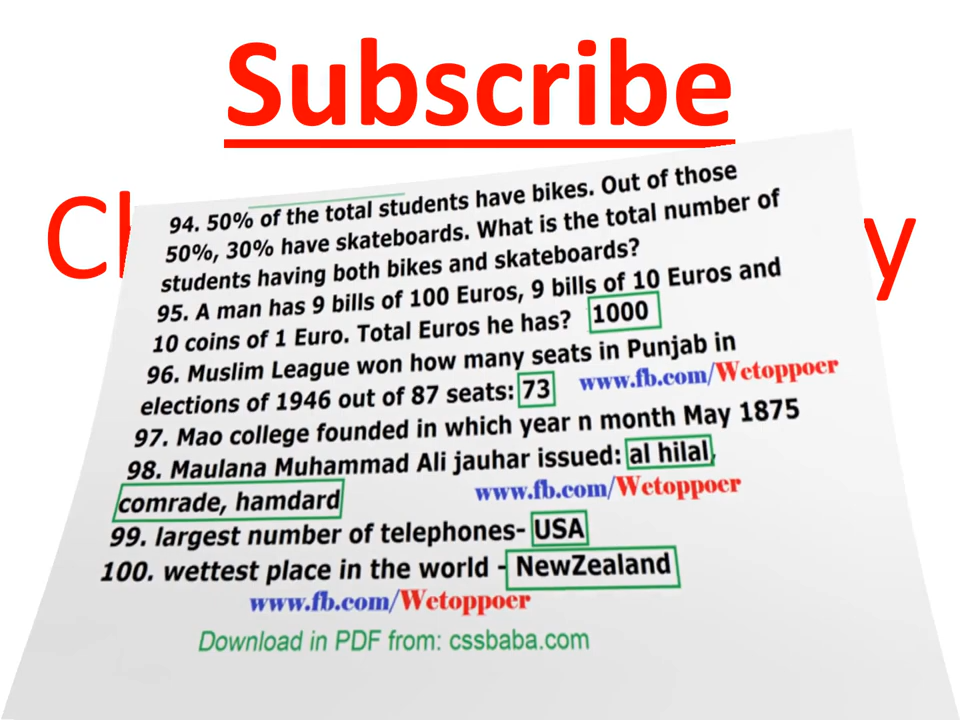 Subscribe
94. 50% of the total students have bikes. Out of those
50%, 30% have skateboards. What is the total number of
students having both bikes and skateboards?
95. A man has 9 bills of 100 Euros, 9 bills of 10 Euros and
10 coins of 1 Euro. Total Euros he has? 1000
96. Muslim League won how many seats in Punjab in
elections of 1946 out of 87 seats: 73 www.fb.com/Wetoppoer
97. Mao college founded in which year n month May 1875
98. Maulana Muhammad Ali jauhar issued: al hilal,
comrade, hamdard www.fb.com/Wetoppoer
99. largest number of telephones- USA
100. wettest place in the world - NewZealand
www.fb.com/Wetoppoer
Download in PDF from: cssbaba.com